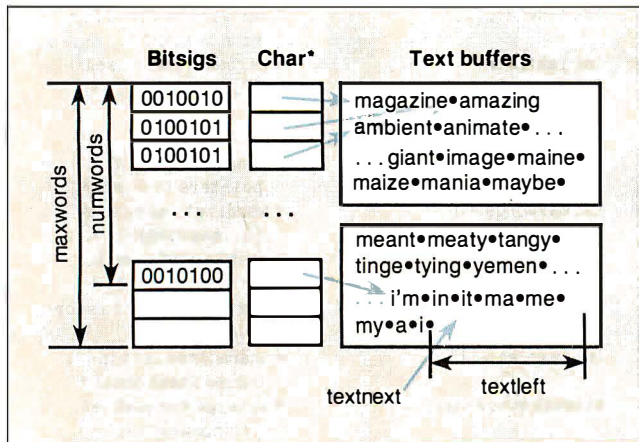 Bitsigs Char* Text buffers
0010010
0100101
0100101
magazine•amazing
ambient•animate•...
...giant•image•maine•
maize•mania•maybe•
... ...
maxwords
numwords
0010100
meant•meaty•tangy•
tinge•tying•yemen•...
...i'm•in•it•ma•me•
my•a•i•
textnext
textleft